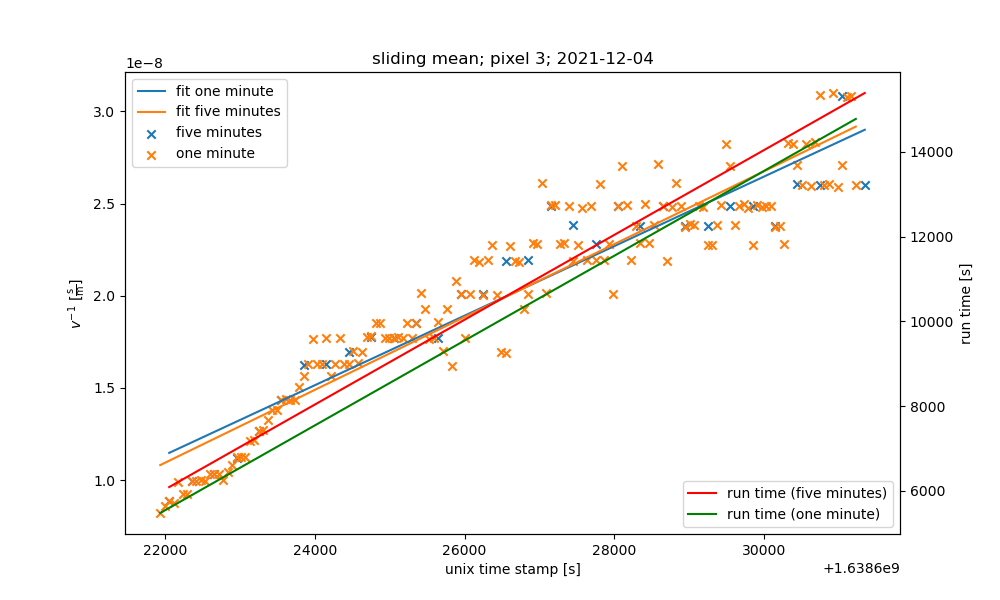 sliding mean; pixel 3; 2021-12-04
1e−8
fit one minute
fit five minutes
five minutes
one minute
3.0
2.5
2.0
1.5
1.0
v⁻¹ [s/m]
14000
12000
10000
8000
6000
run time [s]
run time (five minutes)
run time (one minute)
22000 24000 26000 28000 30000
unix time stamp [s]
+1.6386e9